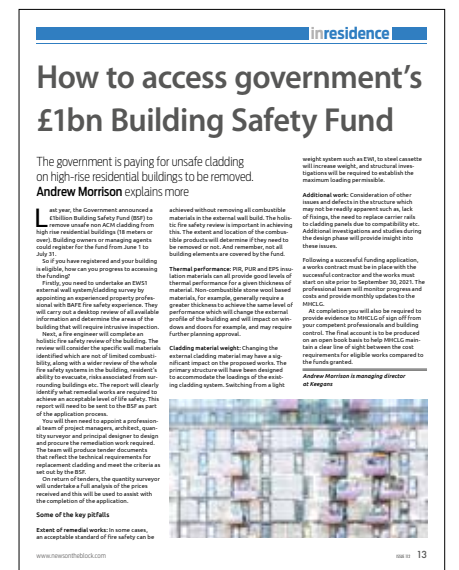 inresidence
How to access government's
£1bn Building Safety Fund
The government is paying for unsafe cladding
on high-rise residential buildings to be removed.
Andrew Morrison explains more
Last year, the Government announced a
£1billion Building Safety Fund (BSF) to
remove unsafe non ACM cladding from
high rise residential buildings (18 meters or
over). Building owners or managing agents
could register for the fund from June 1 to
July 31.
So if you have registered and your building
is eligible, how can you progress to accessing
the funding?
Firstly, you need to undertake an EWS1
external wall system/cladding survey by
appointing an experienced property profes-
sional with BAFE fire safety experience. They
will carry out a desktop review of all available
information and determine the areas of the
building that will require intrusive inspection.
Next, a fire engineer will complete an
holistic fire safety review of the building. The
review will consider the specific wall materials
identified which are not of limited combusti-
bility, along with a wider review of the whole
fire safety systems in the building, resident's
ability to evacuate, risks associated from sur-
rounding buildings etc. The report will clearly
identify what remedial works are required to
achieve an acceptable level of life safety. This
report will need to be sent to the BSF as part
of the application process.
You will then need to appoint a profession-
al team of project managers, architect, quan-
tity surveyor and principal designer to design
and procure the remediation work required.
The team will produce tender documents
that reflect the technical requirements for
replacement cladding and meet the criteria as
set out by the BSF.
On return of tenders, the quantity surveyor
will undertake a full analysis of the prices
received and this will be used to assist with
the completion of the application.
Some of the key pitfalls
Extent of remedial works: In some cases,
an acceptable standard of fire safety can be
achieved without removing all combustible
materials in the external wall build. The holis-
tic fire safety review is important in achieving
this. The extent and location of the combus-
tible products will determine if they need to
be removed or not. And remember, not all
building elements are covered by the fund.
Thermal performance: PIR, PUR and EPS insu-
lation materials can all provide good levels of
thermal performance for a given thickness of
material. Non-combustible stone wool based
materials, for example, generally require a
greater thickness to achieve the same level of
performance which will change the external
profile of the building and will impact on win-
dows and doors for example, and may require
further planning approval.
Cladding material weight: Changing the
external cladding material may have a sig-
nificant impact on the proposed works. The
primary structure will have been designed
to accommodate the loadings of the exist-
ing cladding system. Switching from a light
weight system such as EWI, to steel cassette
will increase weight, and structural inves-
tigations will be required to establish the
maximum loading permissible.
Additional work: Consideration of other
issues and defects in the structure which
may not be readily apparent such as, lack
of fixings, the need to replace carrier rails
to cladding panels due to compatibility etc.
Additional investigations and studies during
the design phase will provide insight into
these issues.
Following a successful funding application,
a works contract must be in place with the
successful contractor and the works must
start on site prior to September 30, 2021. The
professional team will monitor progress and
costs and provide monthly updates to the
MHCLG.
At completion you will also be required to
provide evidence to MHCLG of sign off from
your competent professionals and building
control. The final account is to be produced
on an open book basis to help MHCLG main-
tain a clear line of sight between the cost
requirements for eligible works compared to
the funds granted.
Andrew Morrison is managing director
at Keegans
www.newsontheblock.com
13